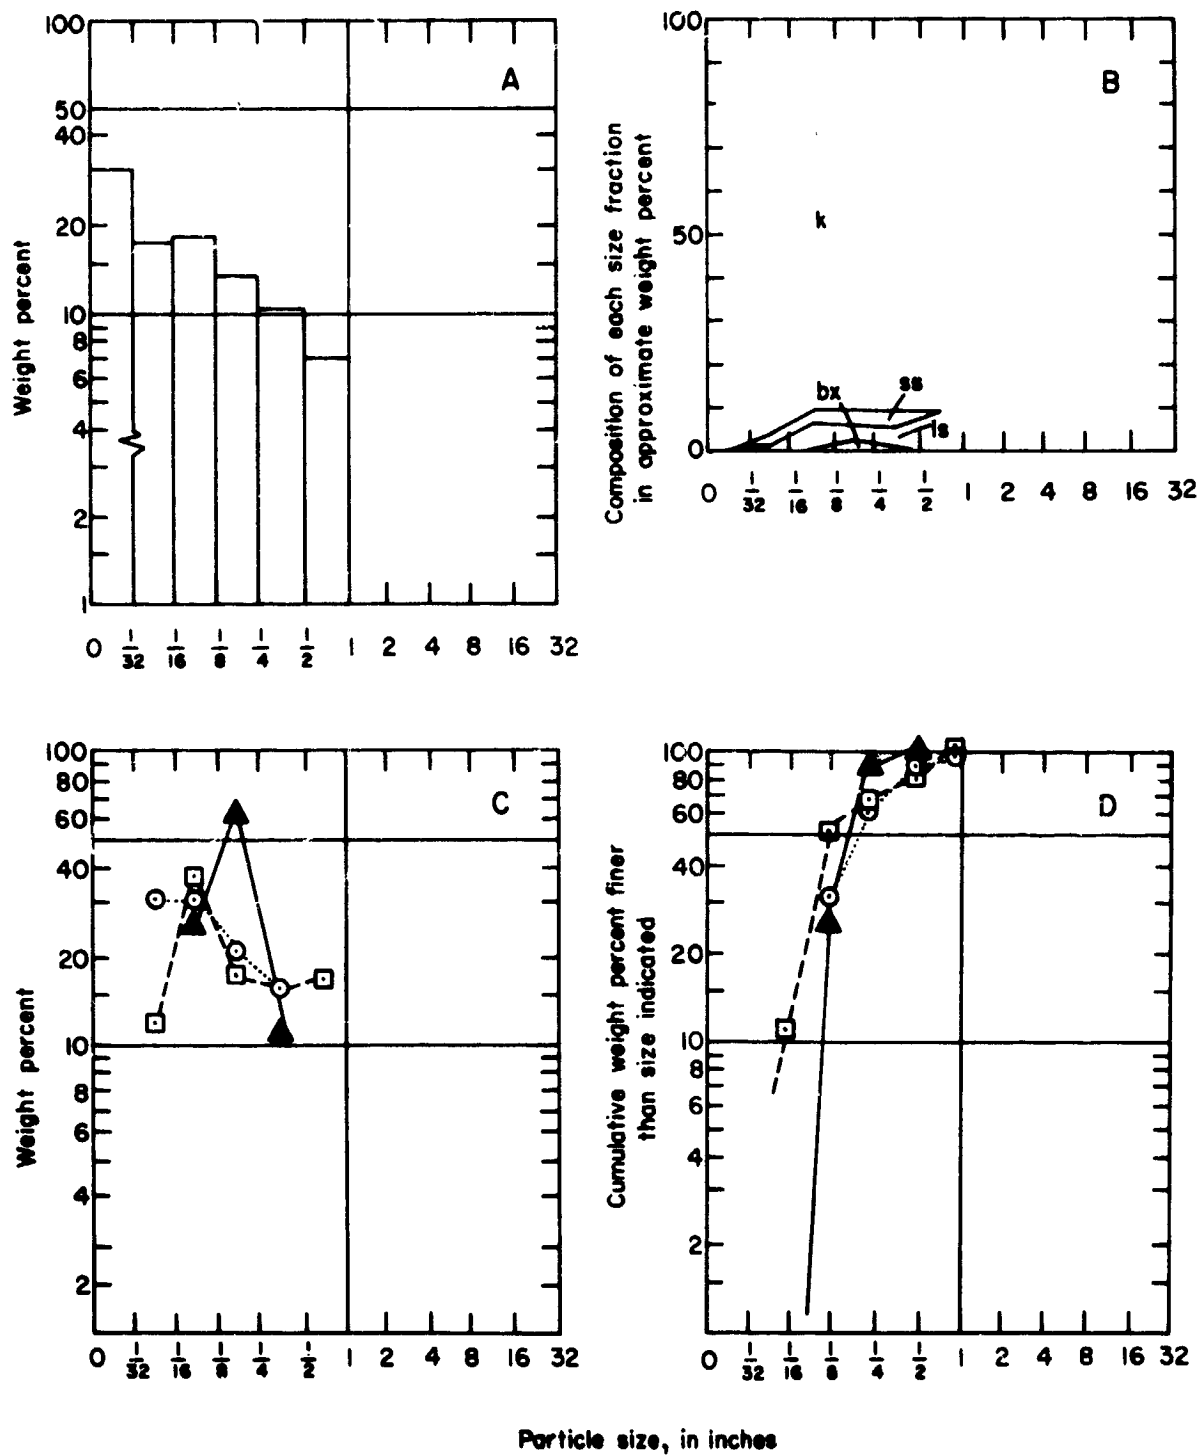 A
Weight percent
100
50
40
20
10
8
6
4
2
1
0 1/32 1/16 1/8 1/4 1/2 1 2 4 8 16 32
B
Composition of each size fraction
in approximate weight percent
100
50
0
k
bx
ss
ls
0 1/32 1/16 1/8 1/4 1/2 1 2 4 8 16 32
C
Weight percent
100
80
60
40
20
10
8
6
4
2
0 1/32 1/16 1/8 1/4 1/2 1 2 4 8 16 32
D
Cumulative weight percent finer
than size indicated
100
80
60
40
20
10
8
6
4
2
0 1/32 1/16 1/8 1/4 1/2 1 2 4 8 16 32
Particle size, in inches